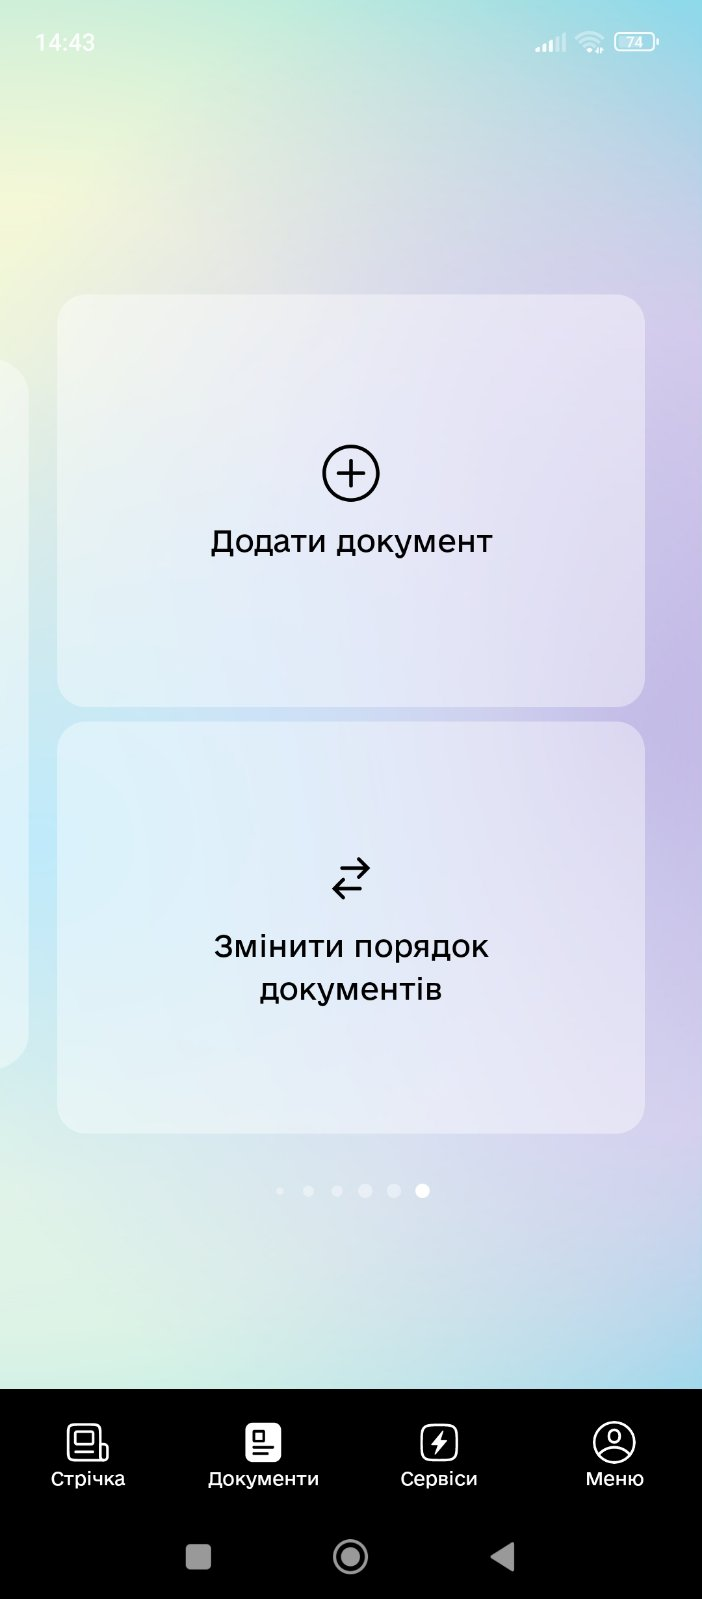 14:43
74
Додати документ
Змінити порядок
документів
Стрічка
Документи
Сервіси
Меню